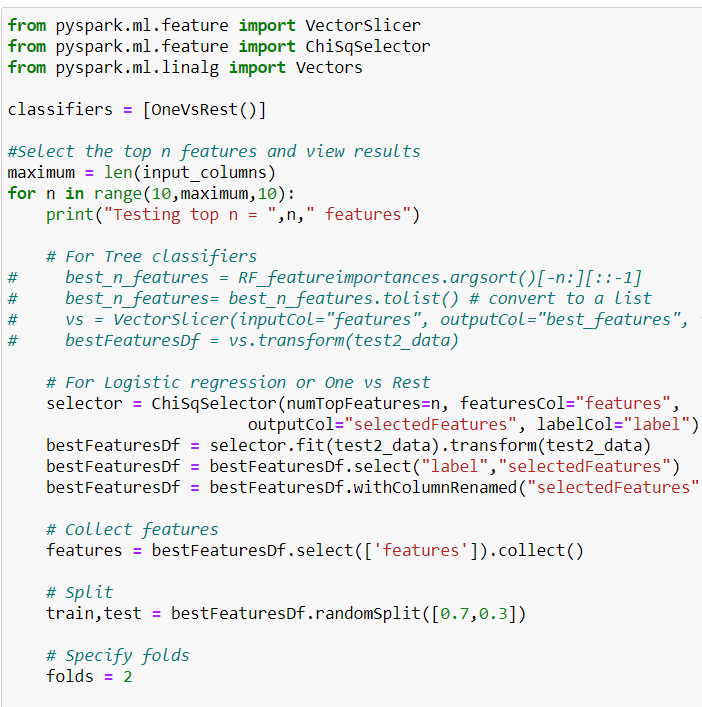 from pyspark.ml.feature import VectorSlicer
from pyspark.ml.feature import ChiSqSelector
from pyspark.ml.linalg import Vectors
classifiers = [OneVsRest()]
#Select the top n features and view results
maximum = len(input_columns)
for n in range(10,maximum,10):
    print("Testing top n = ",n," features")
    # For Tree classifiers
#     best_n_features = RF_featureimportances.argsort()[-n:][::-1]
#     best_n_features= best_n_features.tolist() # convert to a list
#     vs = VectorSlicer(inputCol="features", outputCol="best_features",
#     bestFeaturesDf = vs.transform(test2_data)
    # For Logistic regression or One vs Rest
    selector = ChiSqSelector(numTopFeatures=n, featuresCol="features",
                       outputCol="selectedFeatures", labelCol="label")
    bestFeaturesDf = selector.fit(test2_data).transform(test2_data)
    bestFeaturesDf = bestFeaturesDf.select("label","selectedFeatures")
    bestFeaturesDf = bestFeaturesDf.withColumnRenamed("selectedFeatures"
    # Collect features
    features = bestFeaturesDf.select(['features']).collect()
    # Split
    train,test = bestFeaturesDf.randomSplit([0.7,0.3])
    # Specify folds
    folds = 2